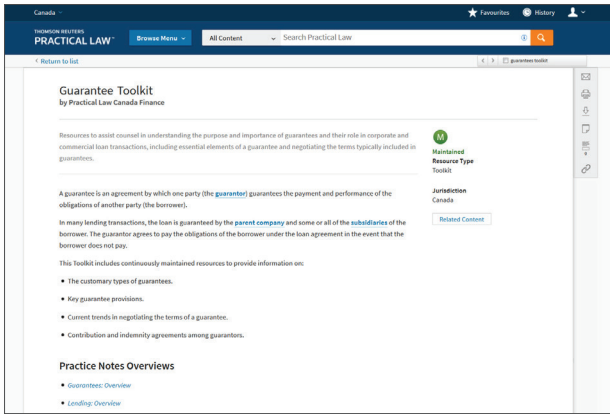 Canada
Favourites
History
THOMSON REUTERS
PRACTICAL LAW
Browse Menu
All Content
Search Practical Law
Return to list
guarantees toolkit
Guarantee Toolkit
by Practical Law Canada Finance
Resources to assist counsel in understanding the purpose and importance of guarantees and their role in corporate and
commercial loan transactions, including essential elements of a guarantee and negotiating the terms typically included in
guarantees.
M
Maintained
Resource Type
Toolkit
Jurisdiction
Canada
Related Content
A guarantee is an agreement by which one party (the guarantor) guarantees the payment and performance of the
obligations of another party (the borrower).
In many lending transactions, the loan is guaranteed by the parent company and some or all of the subsidiaries of the
borrower. The guarantor agrees to pay the obligations of the borrower under the loan agreement in the event that the
borrower does not pay.
This Toolkit includes continuously maintained resources to provide information on:
• The customary types of guarantees.
• Key guarantee provisions.
• Current trends in negotiating the terms of a guarantee.
• Contribution and indemnity agreements among guarantors.
Practice Notes Overviews
• Guarantees: Overview
• Lending: Overview